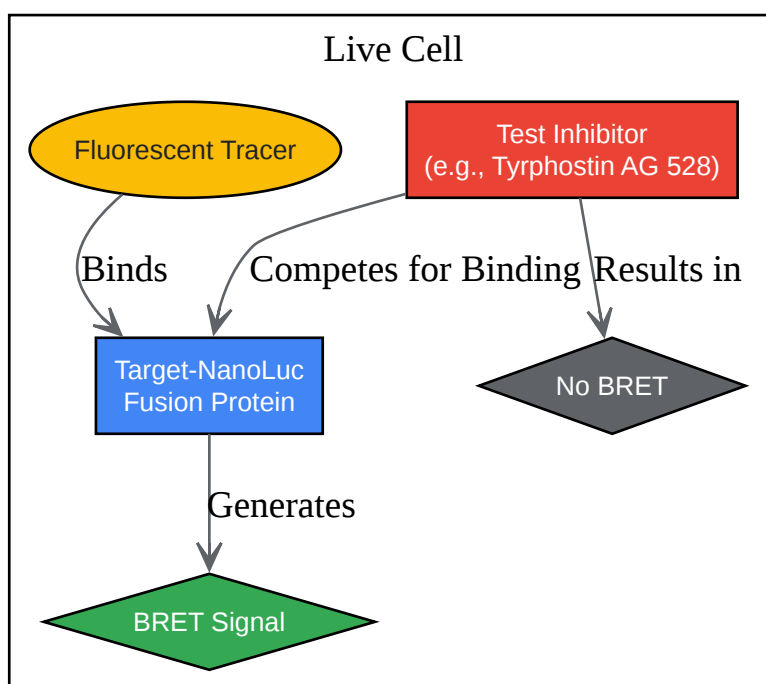 Live Cell
Fluorescent Tracer
Test Inhibitor
(e.g., Tyrphostin AG 528)
Binds
Competes for Binding
Results in
Target-NanoLuc
Fusion Protein
No BRET
Generates
BRET Signal